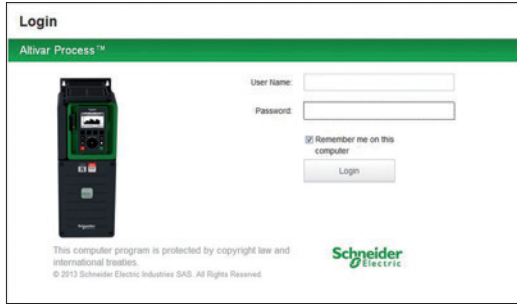 Login
Altivar Process™
User Name:
Password:
Remember me on this
computer
Login
This computer program is protected by copyright law and
international treaties.
© 2013 Schneider Electric Industries SAS. All Rights Reserved
Schneider
Electric